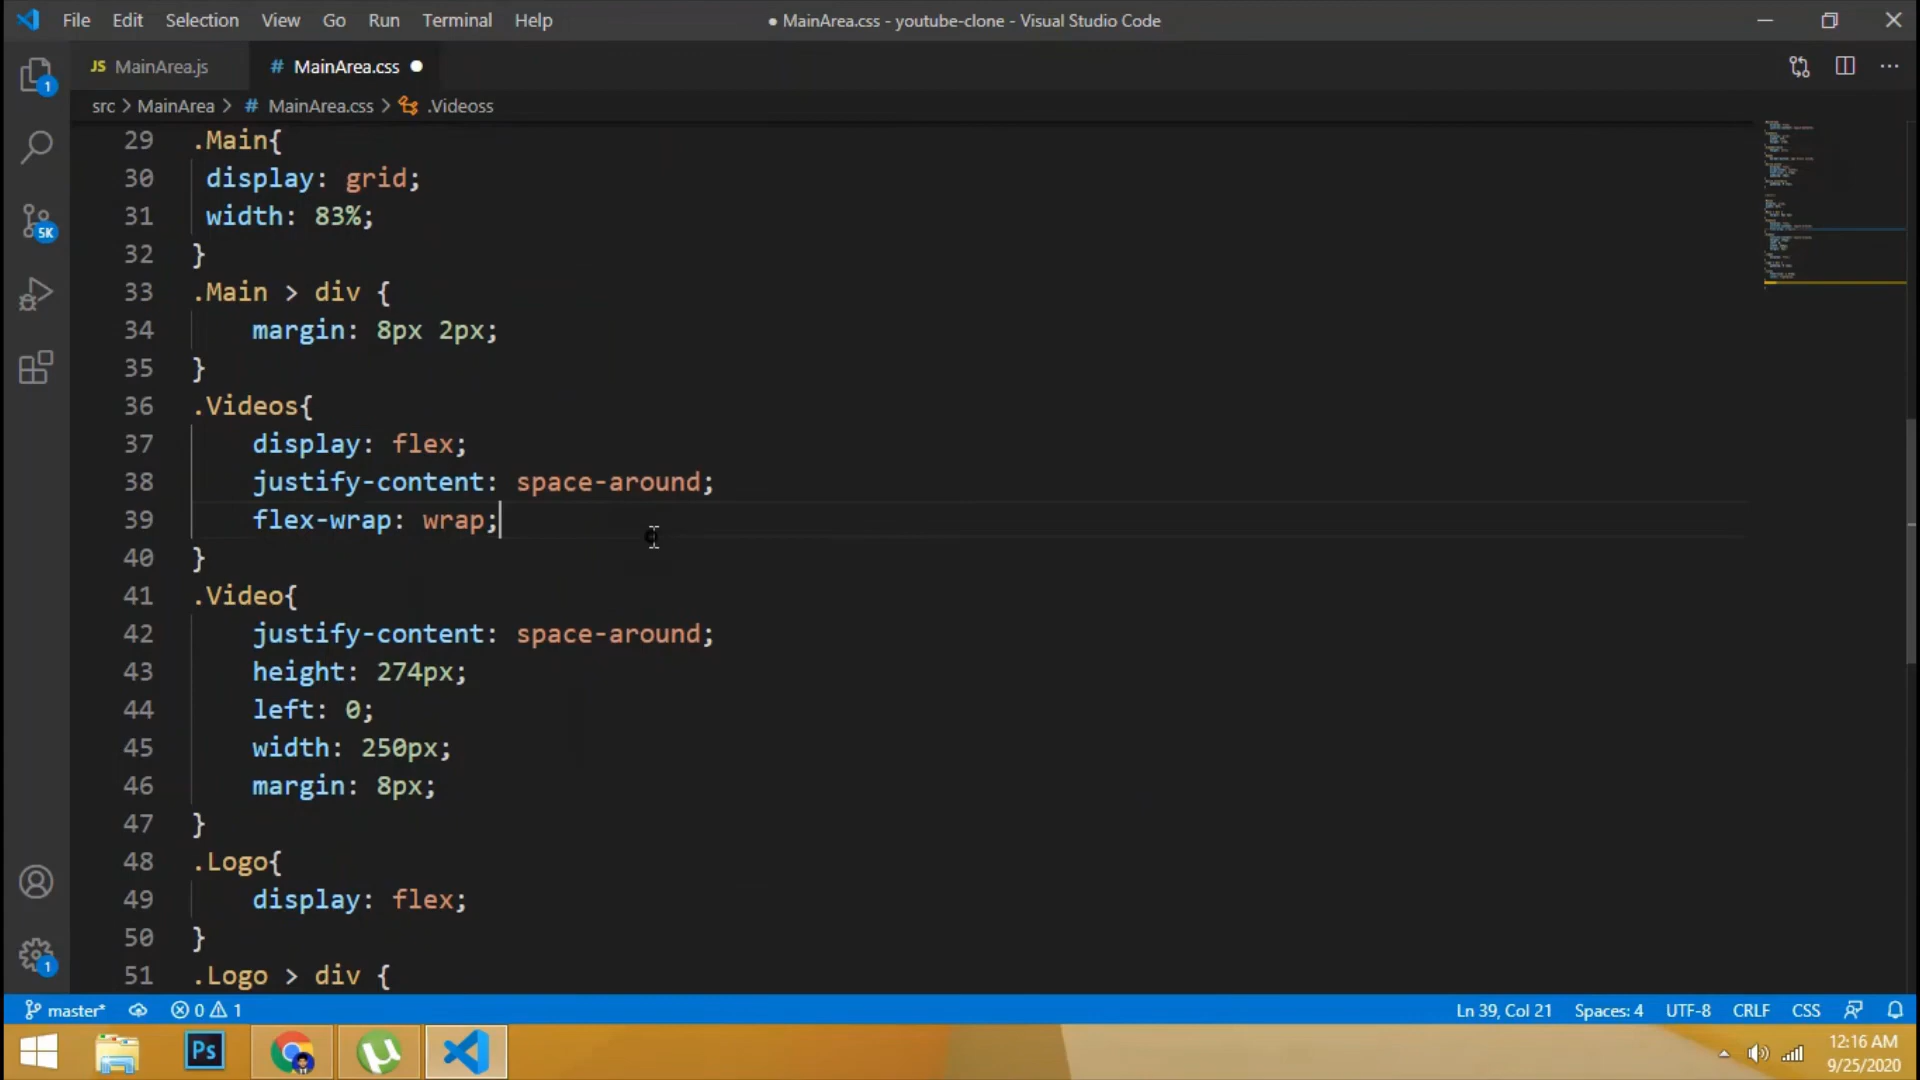 File Edit Selection View Go Run Terminal Help ● MainArea.css - youtube-clone - Visual Studio Code
JS MainArea.js # MainArea.css ●
src > MainArea > # MainArea.css > .Videoss
29 .Main{
30 display: grid;
31 width: 83%;
32 }
33 .Main > div {
34 margin: 8px 2px;
35 }
36 .Videos{
37 display: flex;
38 justify-content: space-around;
39 flex-wrap: wrap;
40 }
41 .Video{
42 justify-content: space-around;
43 height: 274px;
44 left: 0;
45 width: 250px;
46 margin: 8px;
47 }
48 .Logo{
49 display: flex;
50 }
51 .Logo > div {
1
5K
1
master* 0 1 Ln 39, Col 21 Spaces: 4 UTF-8 CRLF CSS
Ps
12:16 AM
9/25/2020